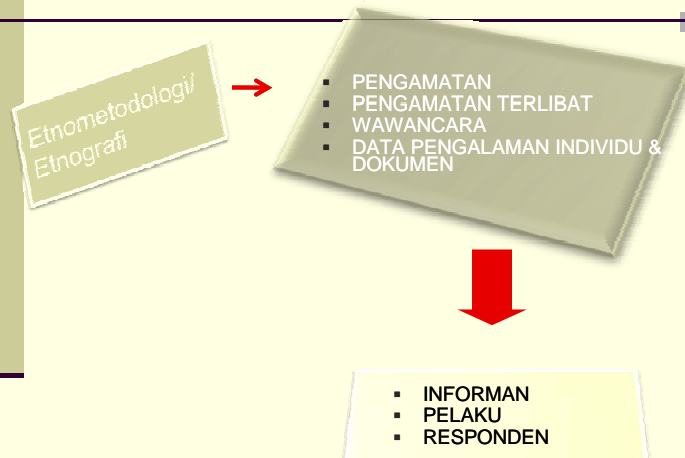 Etnometodologi/
Etnografi
▪ PENGAMATAN
▪ PENGAMATAN TERLIBAT
▪ WAWANCARA
▪ DATA PENGALAMAN INDIVIDU &
DOKUMEN
▪ INFORMAN
▪ PELAKU
▪ RESPONDEN